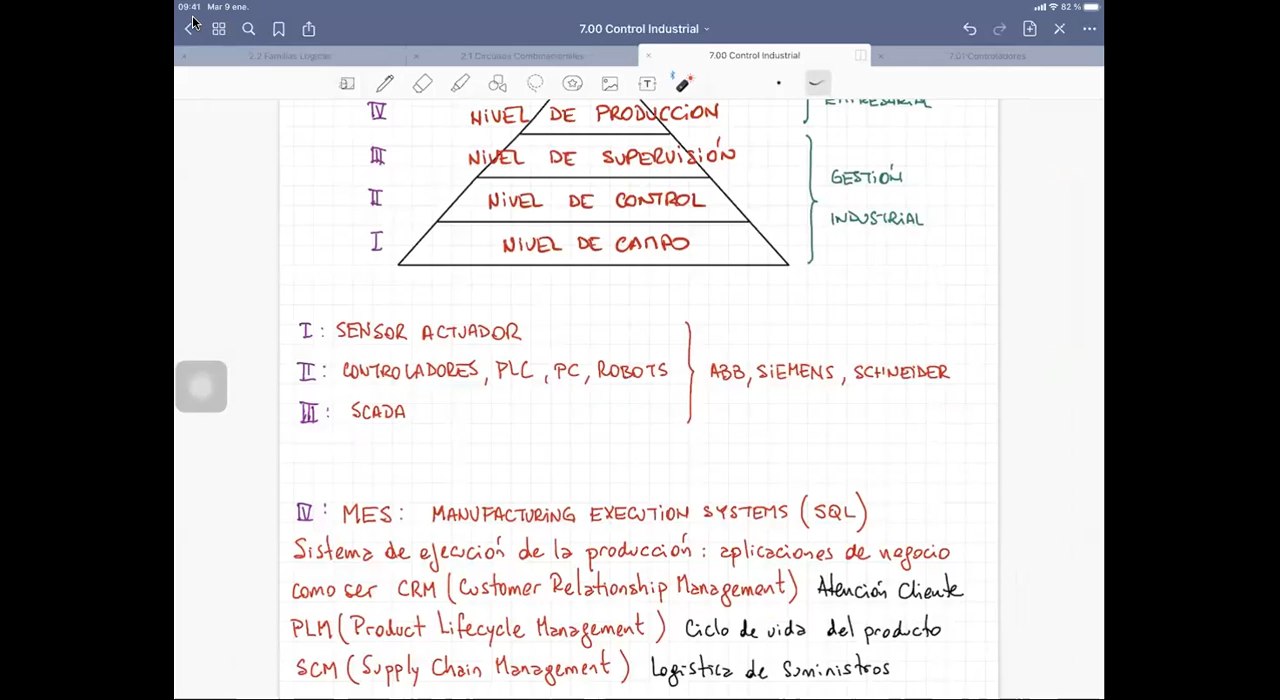 09:41 Mar 9 ene. 82 %
7.00 Control Industrial
2.2 Familias Logicas 2.1 Circuitos Combinacionales 7.00 Control Industrial 7.01 Controladores
IV NIVEL DE PRODUCCION EMPRESARIAL
III NIVEL DE SUPERVISIÓN
GESTIÓN
II NIVEL DE CONTROL
INDUSTRIAL
I NIVEL DE CAMPO
I: SENSOR ACTUADOR
II: CONTROLADORES, PLC, PC, ROBOTS ABB, SIEMENS, SCHNEIDER
III: SCADA
IV: MES: MANUFACTURING EXECUTION SYSTEMS (SQL)
Sistema de ejecución de la producción: aplicaciones de negocio
como ser CRM (Customer Relationship Management) Atención Cliente
PLM (Product Lifecycle Management) Ciclo de vida del producto
SCM (Supply Chain Management) Logistica de Suministros